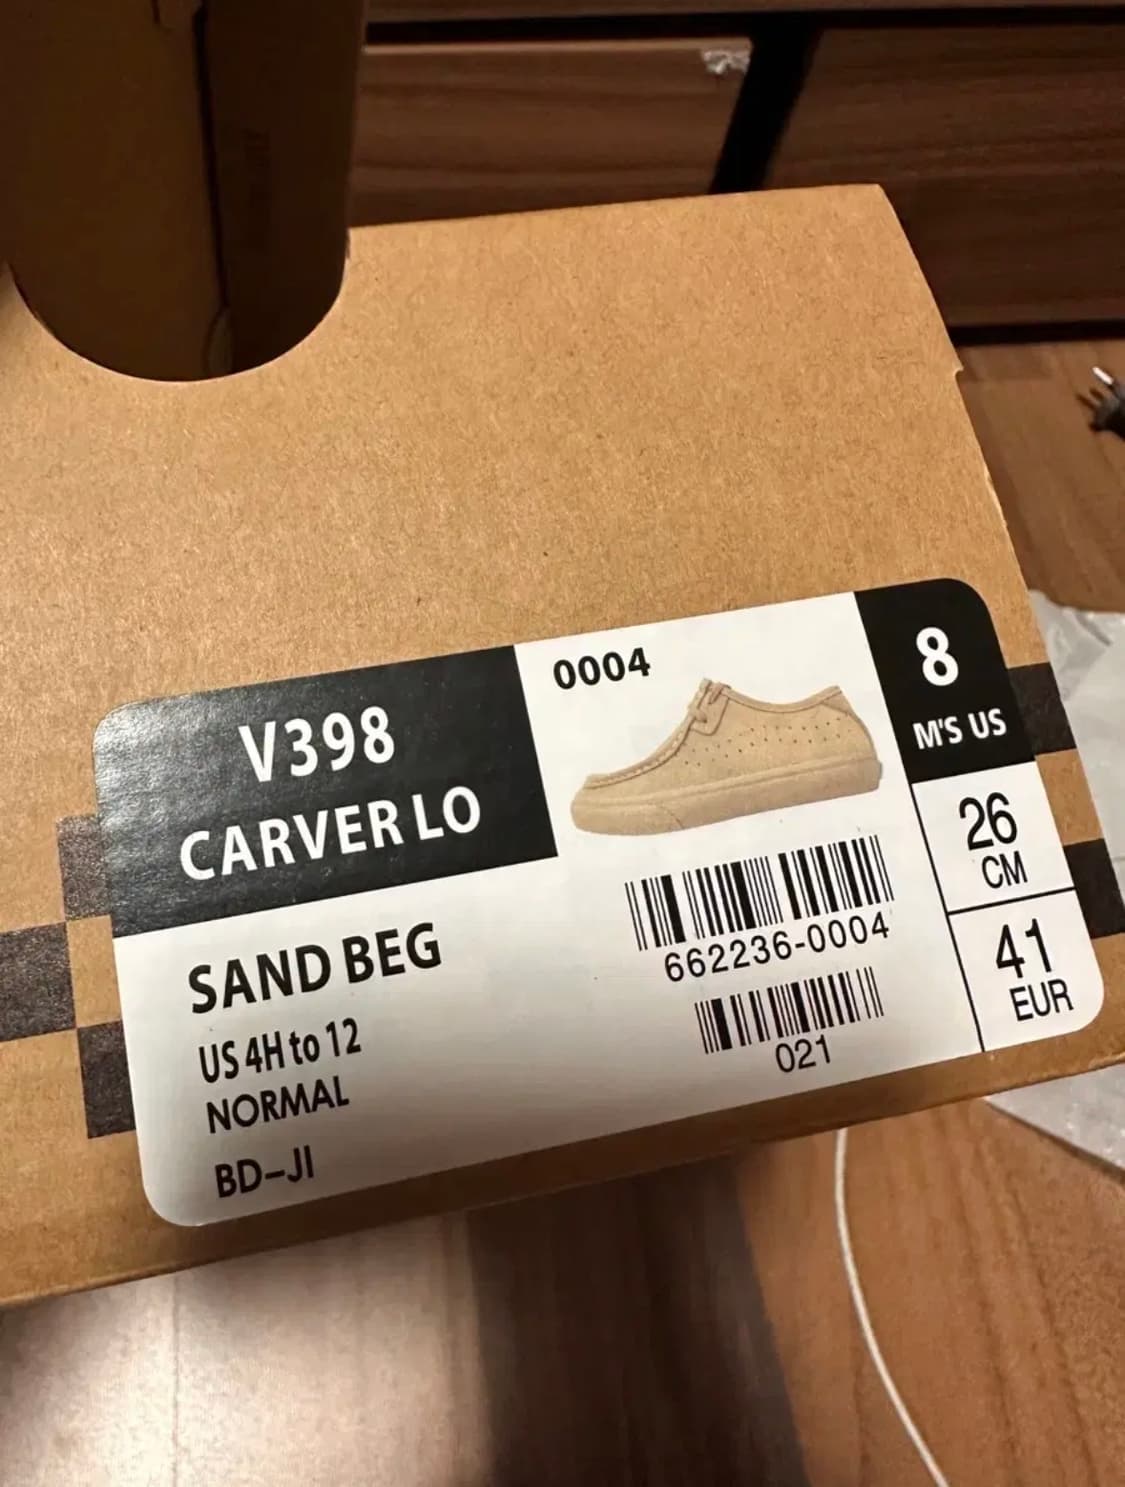 V398
CARVER LO
0004
8
M'S US
26
CM
41
EUR
SAND BEG
US 4H to 12
NORMAL
BD-JI
662236-0004
021